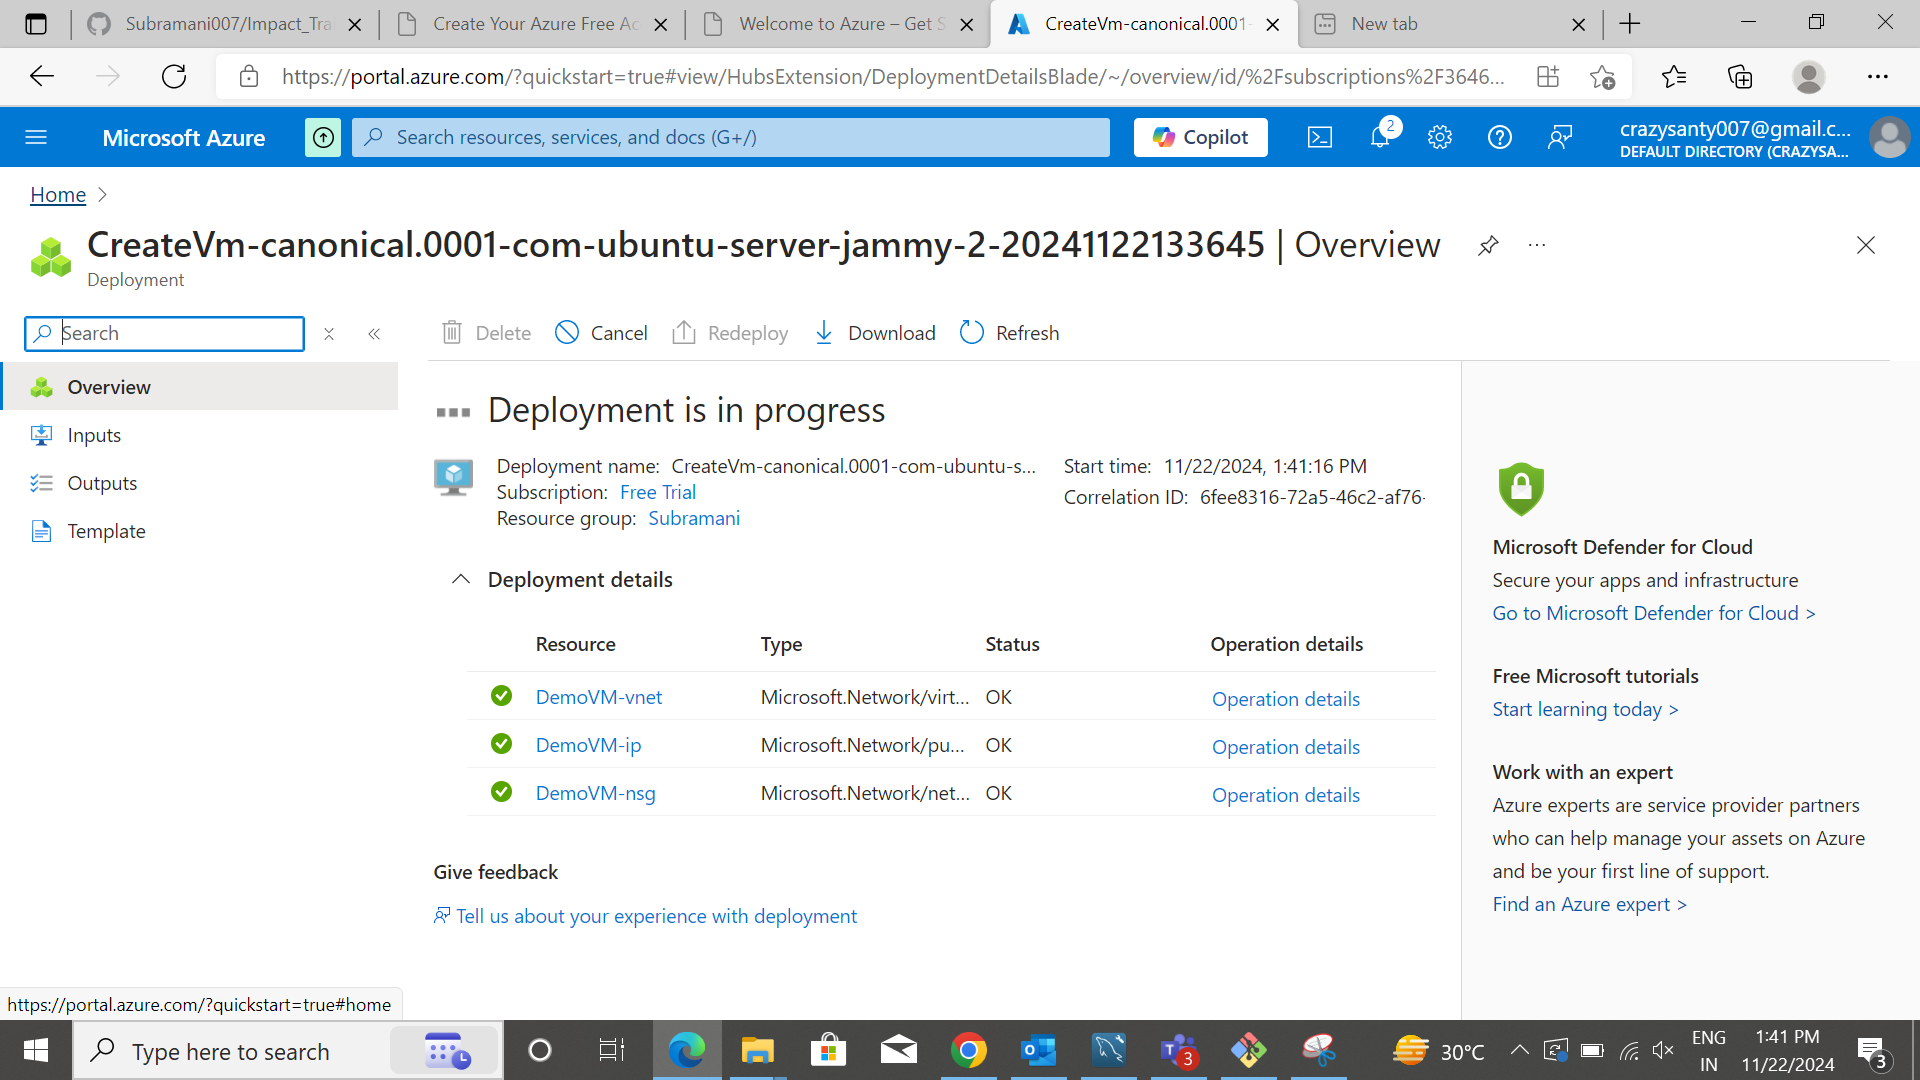 Subramani007/Impact_Tra
Create Your Azure Free Ac
Welcome to Azure – Get S
CreateVm-canonical.0001-
New tab
https://portal.azure.com/?quickstart=true#view/HubsExtension/DeploymentDetailsBlade/~/overview/id/%2Fsubscriptions%2F3646...
Microsoft Azure
Search resources, services, and docs (G+/)
Copilot
2
crazysanty007@gmail.c...
DEFAULT DIRECTORY (CRAZYSA...
Home
CreateVm-canonical.0001-com-ubuntu-server-jammy-2-20241122133645 | Overview
Deployment
Search
Delete
Cancel
Redeploy
Download
Refresh
Overview
Inputs
Outputs
Template
Deployment is in progress
Deployment name: CreateVm-canonical.0001-com-ubuntu-s...
Subscription: Free Trial
Resource group: Subramani
Start time: 11/22/2024, 1:41:16 PM
Correlation ID: 6fee8316-72a5-46c2-af76-
Deployment details
Resource Type Status Operation details
DemoVM-vnet Microsoft.Network/virt... OK Operation details
DemoVM-ip Microsoft.Network/pu... OK Operation details
DemoVM-nsg Microsoft.Network/net... OK Operation details
Give feedback
Tell us about your experience with deployment
Microsoft Defender for Cloud
Secure your apps and infrastructure
Go to Microsoft Defender for Cloud >
Free Microsoft tutorials
Start learning today >
Work with an expert
Azure experts are service provider partners
who can help manage your assets on Azure
and be your first line of support.
Find an Azure expert >
https://portal.azure.com/?quickstart=true#home
Type here to search
3
30°C
ENG
IN
1:41 PM
11/22/2024
3